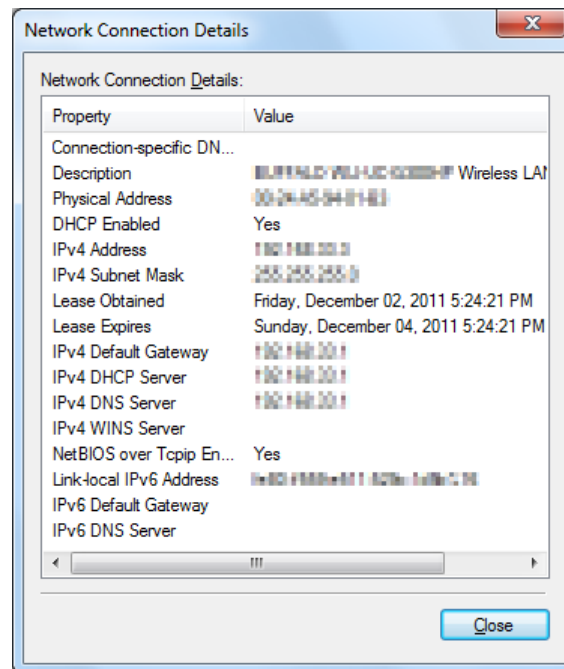 Network Connection Details
Network Connection Details:
Property Value
Connection-specific DN...
Description Wireless LAN
Physical Address
DHCP Enabled Yes
IPv4 Address
IPv4 Subnet Mask
Lease Obtained Friday, December 02, 2011 5:24:21 PM
Lease Expires Sunday, December 04, 2011 5:24:21 PM
IPv4 Default Gateway
IPv4 DHCP Server
IPv4 DNS Server
IPv4 WINS Server
NetBIOS over Tcpip En... Yes
Link-local IPv6 Address
IPv6 Default Gateway
IPv6 DNS Server
Close